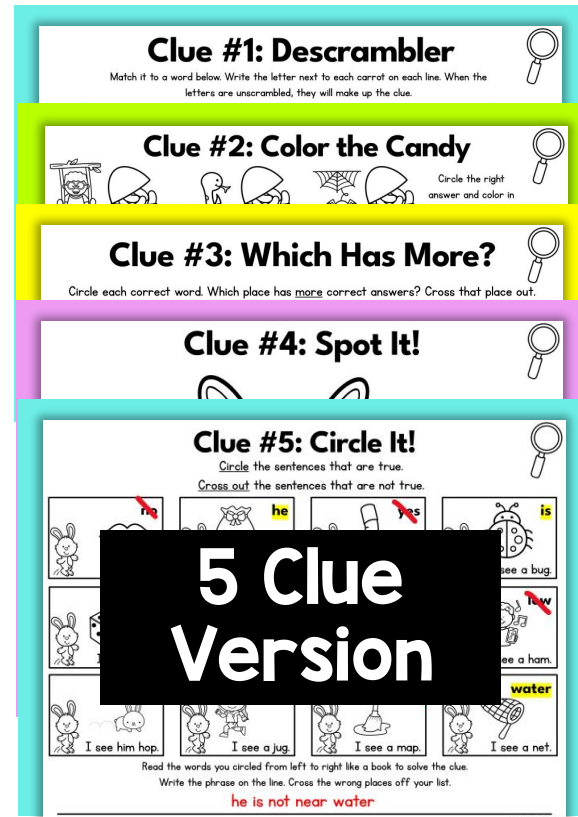 Clue #1: Descrambler
Match it to a word below. Write the letter next to each carrot on each line. When the
letters are unscrambled, they will make up the clue.
Clue #2: Color the Candy
Circle the right
answer and color in
Clue #3: Which Has More?
Circle each correct word. Which place has more correct answers? Cross that place out.
Clue #4: Spot It!
Clue #5: Circle It!
Circle the sentences that are true.
Cross out the sentences that are not true.
no he yes is
see a bug.
5 Clue
Version
low
I see a ham.
water
I see him hop. I see a jug. I see a map. I see a net.
Read the words you circled from left to right like a book to solve the clue.
Write the phrase on the line. Cross the wrong places off your list.
he is not near water